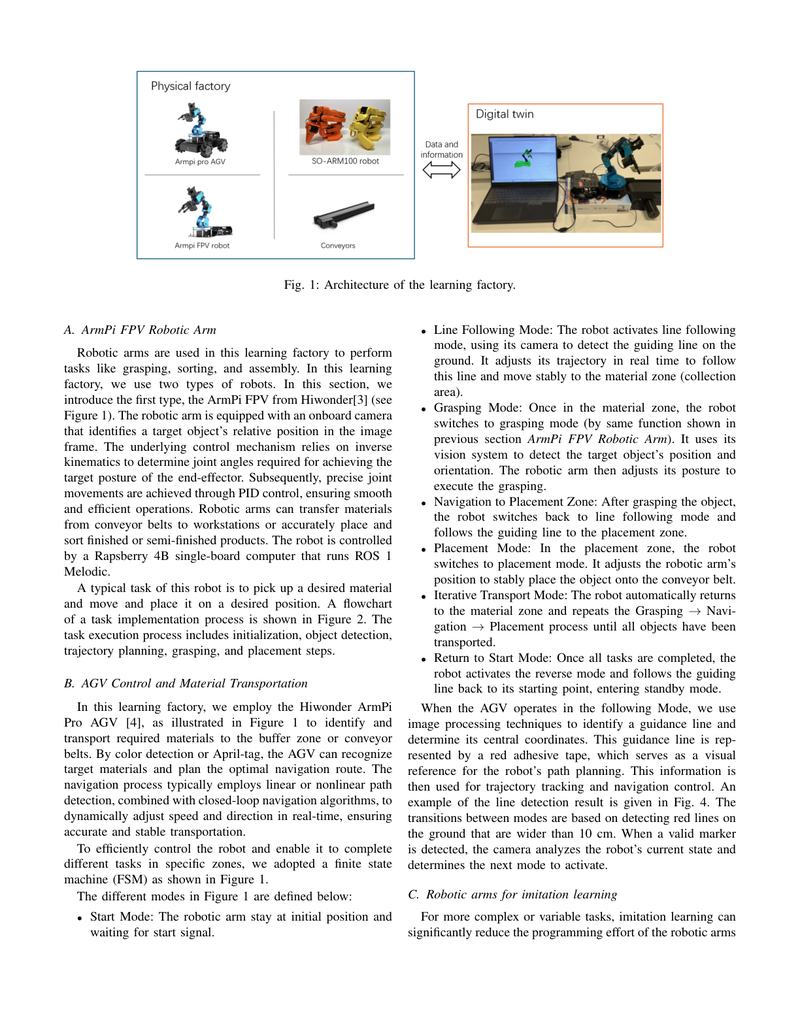 Physical factory
Armpi pro AGV
SO-ARM100 robot
Armpi FPV robot
Conveyors
Data and
information
Digital twin
Fig. 1: Architecture of the learning factory.
A. ArmPi FPV Robotic Arm
Robotic arms are used in this learning factory to perform
tasks like grasping, sorting, and assembly. In this learning
factory, we use two types of robots. In this section, we
introduce the first type, the ArmPi FPV from Hiwonder[3] (see
Figure 1). The robotic arm is equipped with an onboard camera
that identifies a target object's relative position in the image
frame. The underlying control mechanism relies on inverse
kinematics to determine joint angles required for achieving the
target posture of the end-effector. Subsequently, precise joint
movements are achieved through PID control, ensuring smooth
and efficient operations. Robotic arms can transfer materials
from conveyor belts to workstations or accurately place and
sort finished or semi-finished products. The robot is controlled
by a Rapsberry 4B single-board computer that runs ROS 1
Melodic.
A typical task of this robot is to pick up a desired material
and move and place it on a desired position. A flowchart
of a task implementation process is shown in Figure 2. The
task execution process includes initialization, object detection,
trajectory planning, grasping, and placement steps.
B. AGV Control and Material Transportation
In this learning factory, we employ the Hiwonder ArmPi
Pro AGV [4], as illustrated in Figure 1 to identify and
transport required materials to the buffer zone or conveyor
belts. By color detection or April-tag, the AGV can recognize
target materials and plan the optimal navigation route. The
navigation process typically employs linear or nonlinear path
detection, combined with closed-loop navigation algorithms, to
dynamically adjust speed and direction in real-time, ensuring
accurate and stable transportation.
To efficiently control the robot and enable it to complete
different tasks in specific zones, we adopted a finite state
machine (FSM) as shown in Figure 1.
The different modes in Figure 1 are defined below:
• Start Mode: The robotic arm stay at initial position and
waiting for start signal.
• Line Following Mode: The robot activates line following
mode, using its camera to detect the guiding line on the
ground. It adjusts its trajectory in real time to follow
this line and move stably to the material zone (collection
area).
• Grasping Mode: Once in the material zone, the robot
switches to grasping mode (by same function shown in
previous section ArmPi FPV Robotic Arm). It uses its
vision system to detect the target object's position and
orientation. The robotic arm then adjusts its posture to
execute the grasping.
• Navigation to Placement Zone: After grasping the object,
the robot switches back to line following mode and
follows the guiding line to the placement zone.
• Placement Mode: In the placement zone, the robot
switches to placement mode. It adjusts the robotic arm's
position to stably place the object onto the conveyor belt.
• Iterative Transport Mode: The robot automatically returns
to the material zone and repeats the Grasping → Navi-
gation → Placement process until all objects have been
transported.
• Return to Start Mode: Once all tasks are completed, the
robot activates the reverse mode and follows the guiding
line back to its starting point, entering standby mode.
When the AGV operates in the following Mode, we use
image processing techniques to identify a guidance line and
determine its central coordinates. This guidance line is rep-
resented by a red adhesive tape, which serves as a visual
reference for the robot's path planning. This information is
then used for trajectory tracking and navigation control. An
example of the line detection result is given in Fig. 4. The
transitions between modes are based on detecting red lines on
the ground that are wider than 10 cm. When a valid marker
is detected, the camera analyzes the robot's current state and
determines the next mode to activate.
C. Robotic arms for imitation learning
For more complex or variable tasks, imitation learning can
significantly reduce the programming effort of the robotic arms